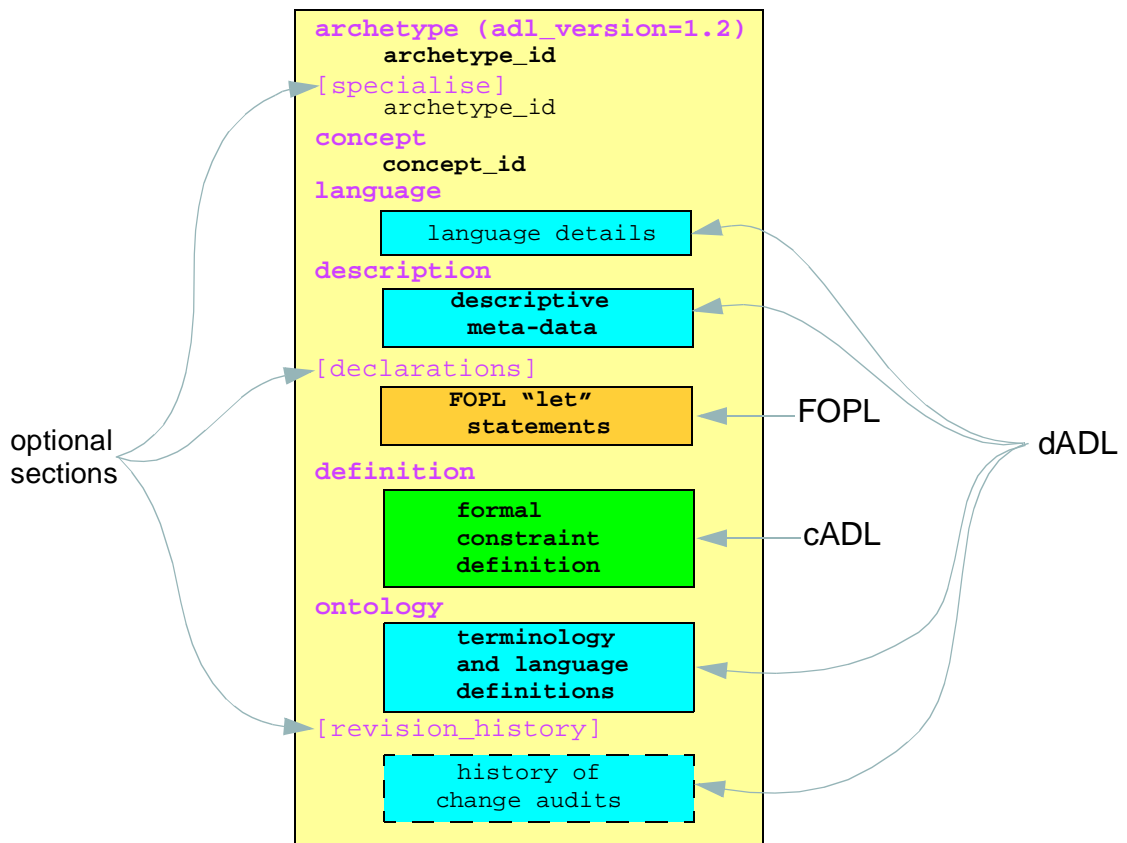 archetype (adl_version=1.2)
archetype_id
[specialise]
archetype_id
concept
concept_id
language
language details
description
descriptive
meta-data
[declarations]
FOPL “let”
statements
FOPL
optional
sections
dADL
definition
formal
constraint
definition
cADL
ontology
terminology
and language
definitions
[revision_history]
history of
change audits